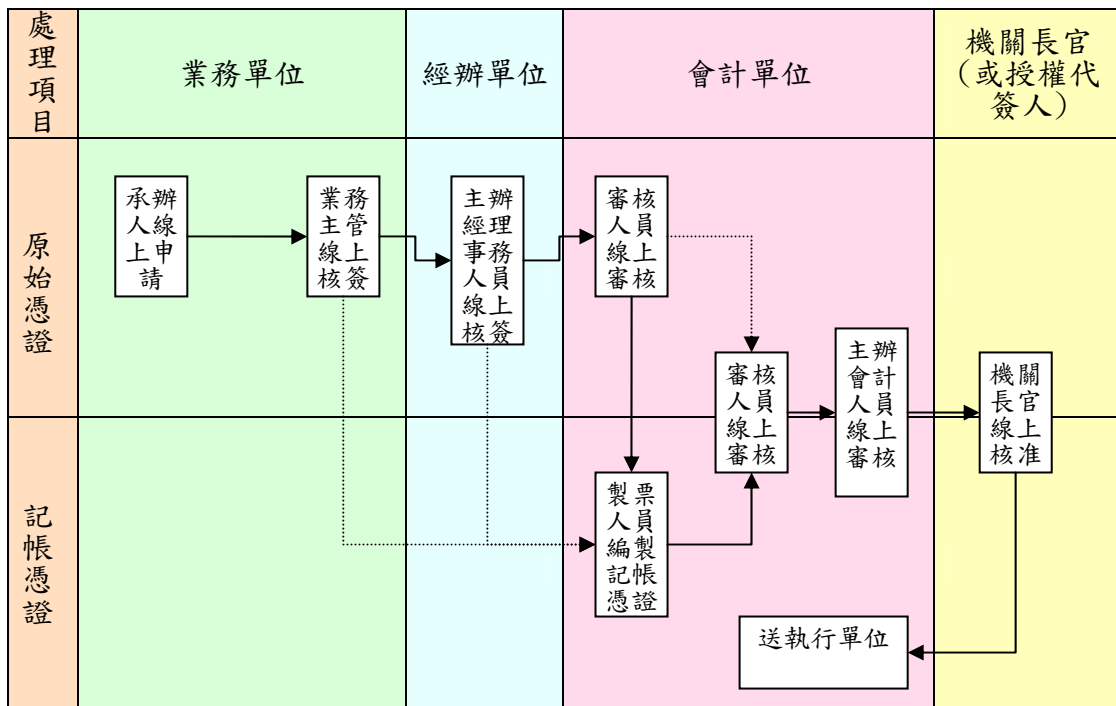 處
理
項
目
業務單位
經辦單位
會計單位
機關長官
(或授權代
簽人)
原
始
憑
證
承辦
人線
上申
請
業務
主管
線上
核簽
主辦
經理
事務
人員
線上
核簽
審核
人員
線上
審核
審核
人員
線上
審核
主辦
會計
人員
線上
審核
機關
長官
線上
核准
記
帳
憑
證
製票
人員
編製
記帳
憑證
送執行單位